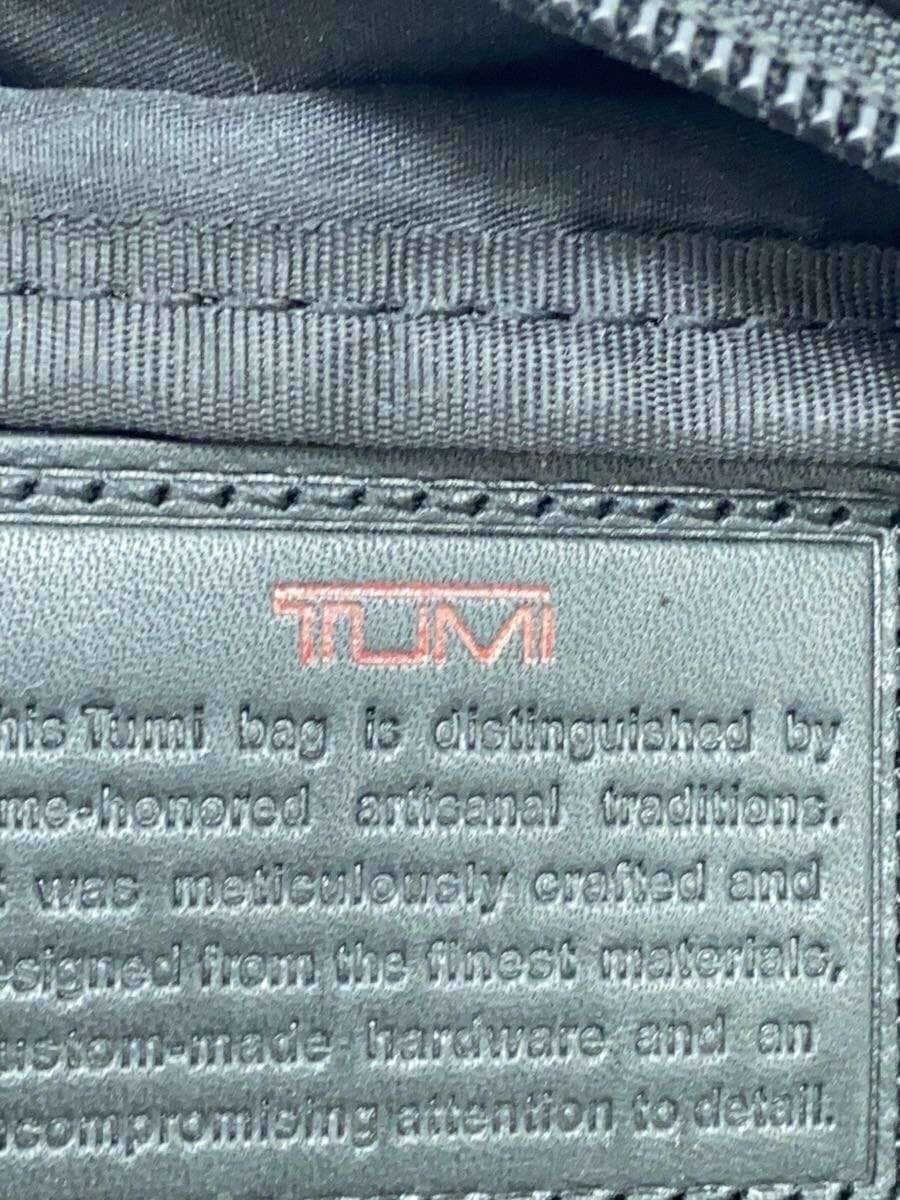 TUMI
his Tumi bag is distinguished by
me-honored artisanal traditions.
t was meticulously crafted and
esigned from the finest materials,
ustom-made hardware and an
compromising attention to detail.